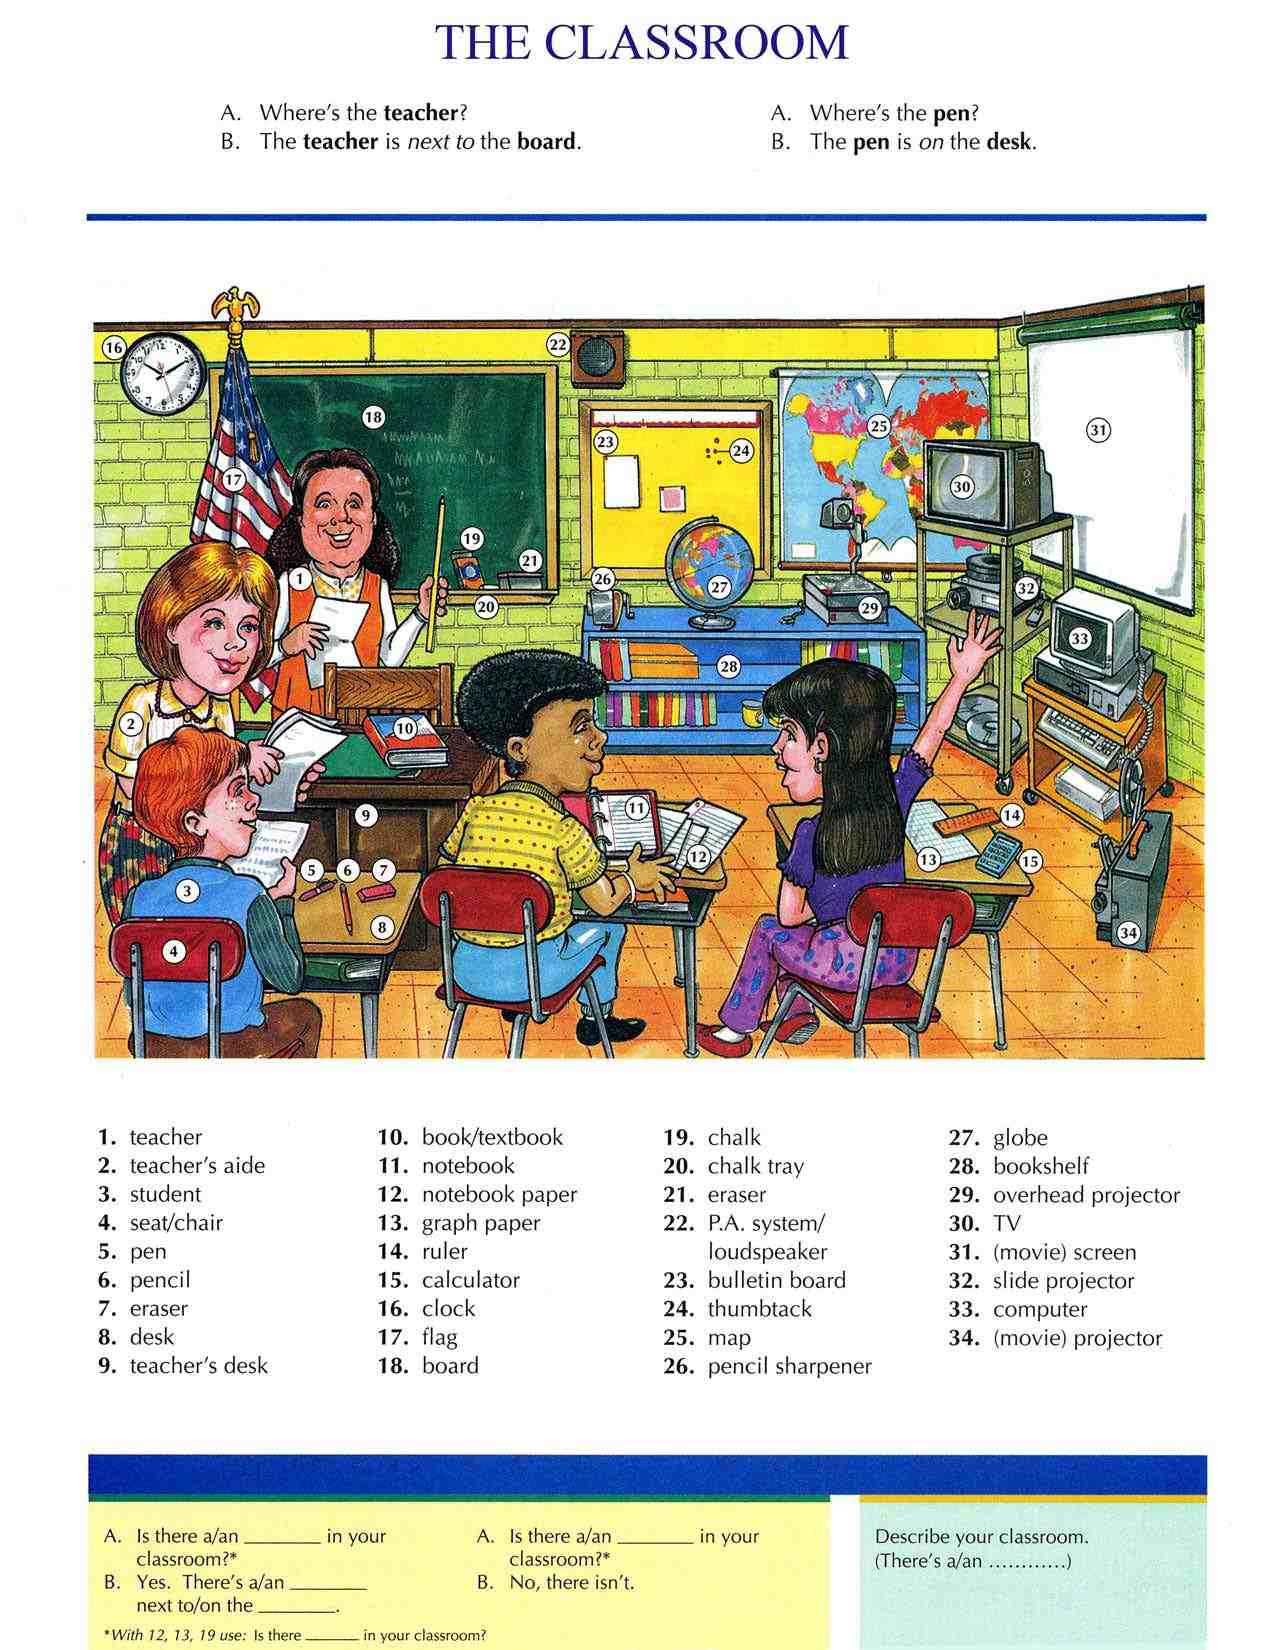 THE CLASSROOM
A. Where's the teacher?
B. The teacher is next to the board.
A. Where's the pen?
B. The pen is on the desk.
16
22
18
25
31
23
24
17
30
19
21
1
26
27
32
20
29
33
28
2
10
9
11
14
12
13
15
5
6
7
3
8
34
4
1. teacher
2. teacher's aide
3. student
4. seat/chair
5. pen
6. pencil
7. eraser
8. desk
9. teacher's desk
10. book/textbook
11. notebook
12. notebook paper
13. graph paper
14. ruler
15. calculator
16. clock
17. flag
18. board
19. chalk
20. chalk tray
21. eraser
22. P.A. system/
loudspeaker
23. bulletin board
24. thumbtack
25. map
26. pencil sharpener
27. globe
28. bookshelf
29. overhead projector
30. TV
31. (movie) screen
32. slide projector
33. computer
34. (movie) projector
A. Is there a/an ________ in your
classroom?*
B. Yes. There's a/an ________
next to/on the ________.
A. Is there a/an ________ in your
classroom?*
B. No, there isn't.
*With 12, 13, 19 use: Is there ______ in your classroom?
Describe your classroom.
(There's a/an ............)